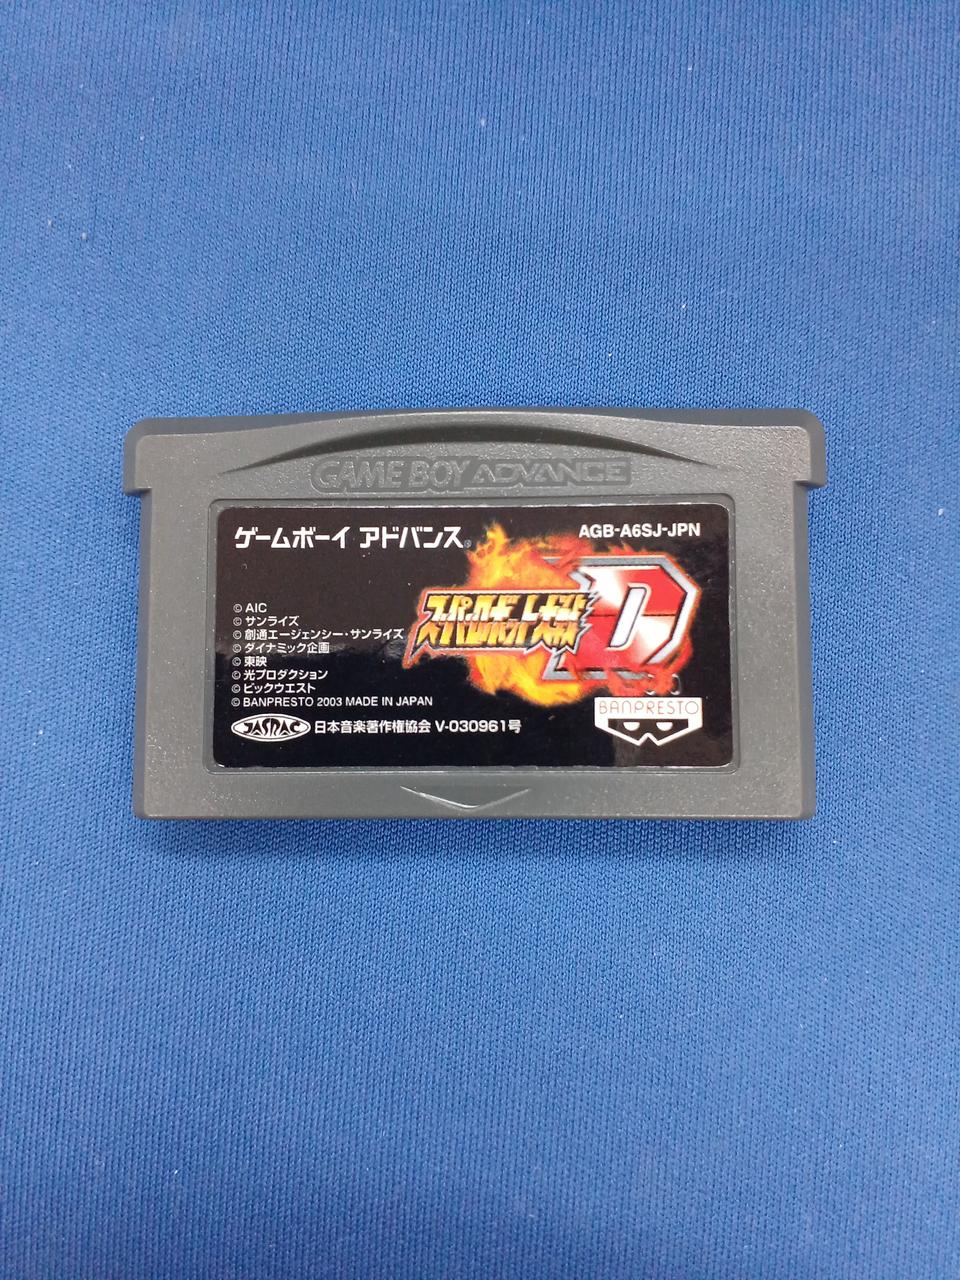 GAME BOY ADVANCE
ゲームボーイ アドバンス®
AGB-A6SJ-JPN
スーパーロボット大戦
D
© AIC
© サンライズ
© 創通エージェンシー・サンライズ
© ダイナミック企画
© 東映
© 光プロダクション
© ビックウエスト
© BANPRESTO 2003 MADE IN JAPAN
BANPRESTO
JASRAC 日本音楽著作権協会 V-030961号